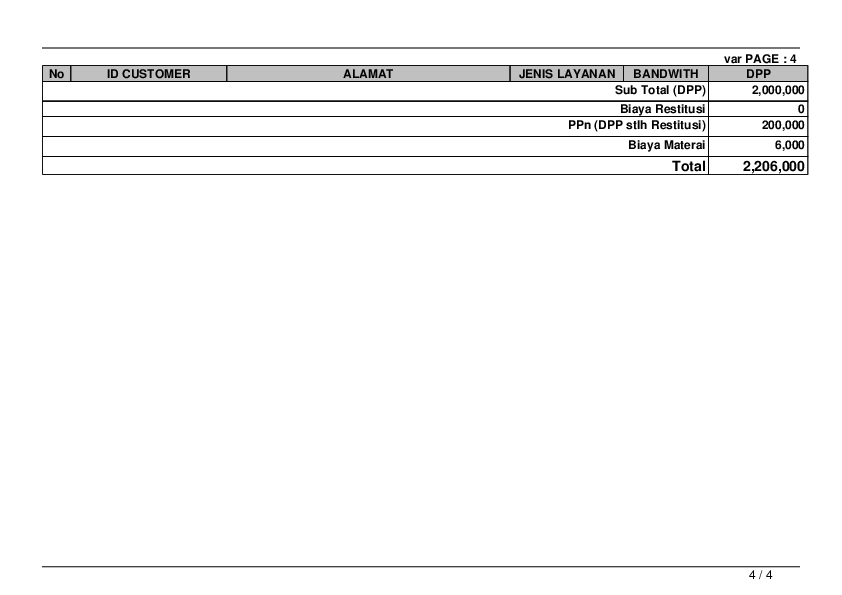 var PAGE : 4
No ID CUSTOMER ALAMAT JENIS LAYANAN BANDWITH DPP
Sub Total (DPP) 2,000,000
Biaya Restitusi 0
PPn (DPP stlh Restitusi) 200,000
Biaya Materai 6,000
Total 2,206,000
4 / 4